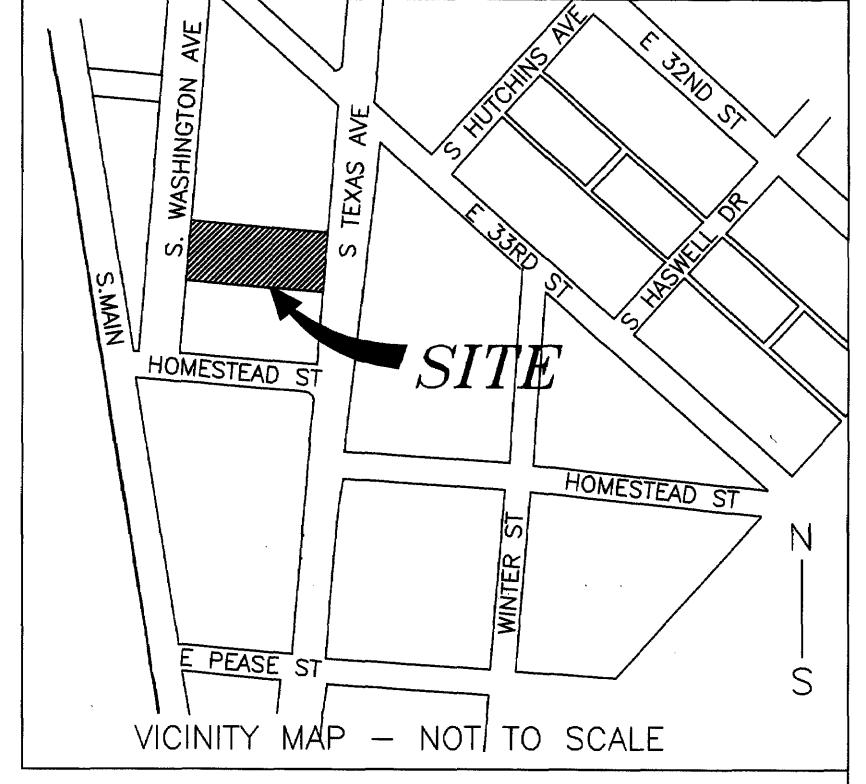 S. WASHINGTON AVE
S TEXAS AVE
S HUTCHINS AVE
E 32ND ST
E 33RD ST
S HASWELL DR
S.MAIN
SITE
HOMESTEAD ST
HOMESTEAD ST
WINTER ST
N
S
E PEASE ST
VICINITY MAP – NOT TO SCALE